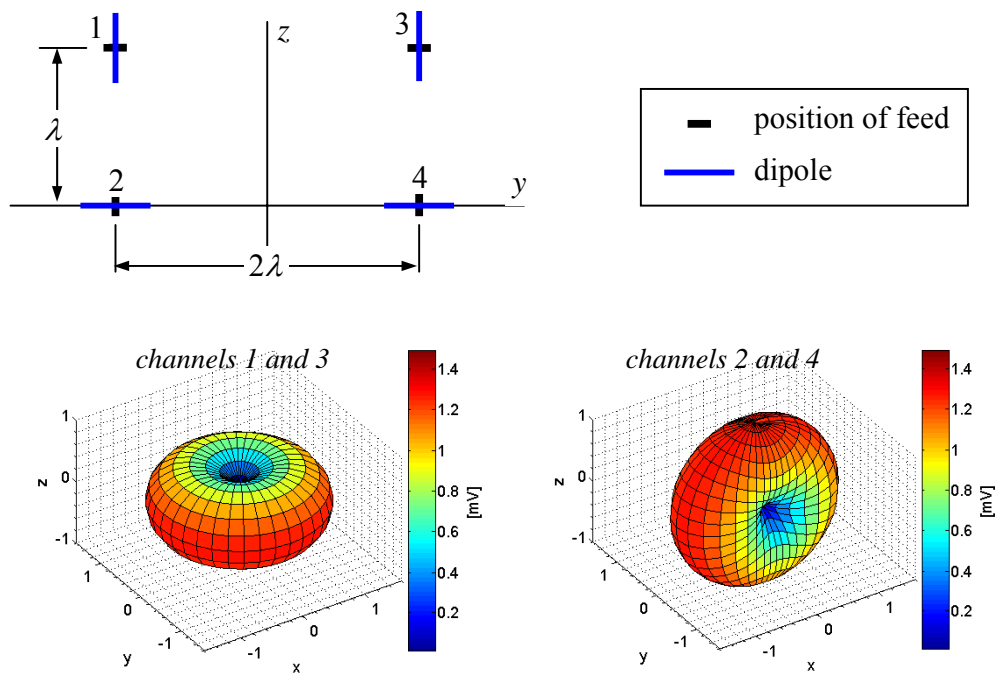 1
z
3
λ
2
4
y
2λ
position of feed
dipole
channels 1 and 3
1
0
-1
z
1
0
-1
y
-1
0
1
x
1.4
1.2
1
0.8
0.6
0.4
0.2
[mV]
channels 2 and 4
1
0
-1
z
1
0
-1
y
-1
0
1
x
1.4
1.2
1
0.8
0.6
0.4
0.2
[mV]